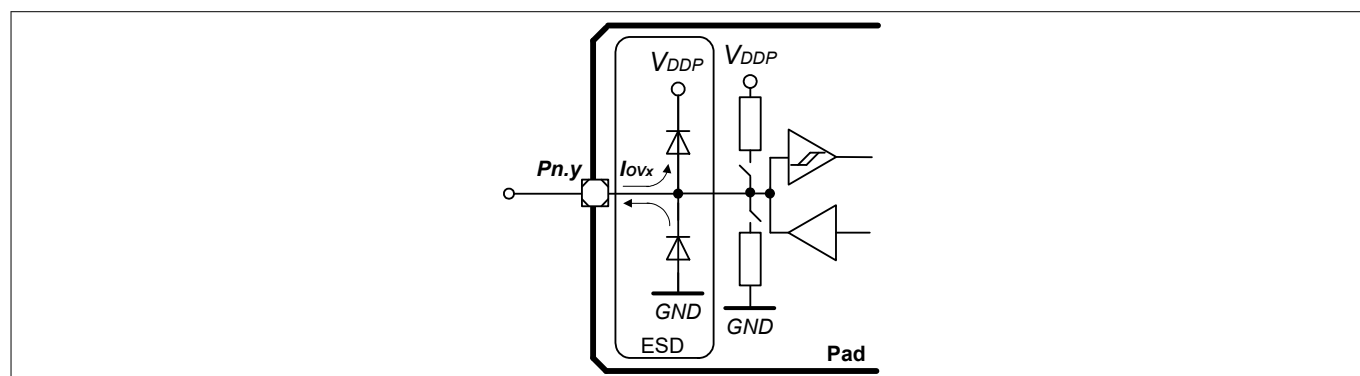 VDDP
VDDP
Pn.y
IOVx
GND
GND
ESD
Pad